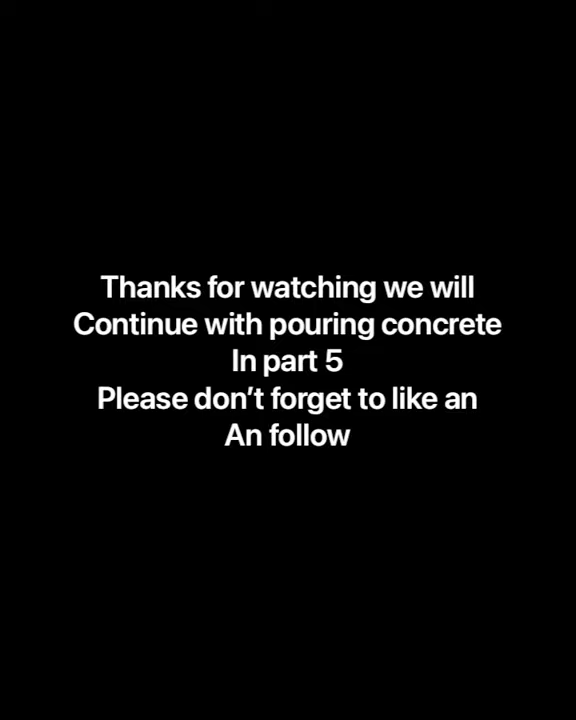 Thanks for watching we will
Continue with pouring concrete
In part 5
Please don’t forget to like an
An follow